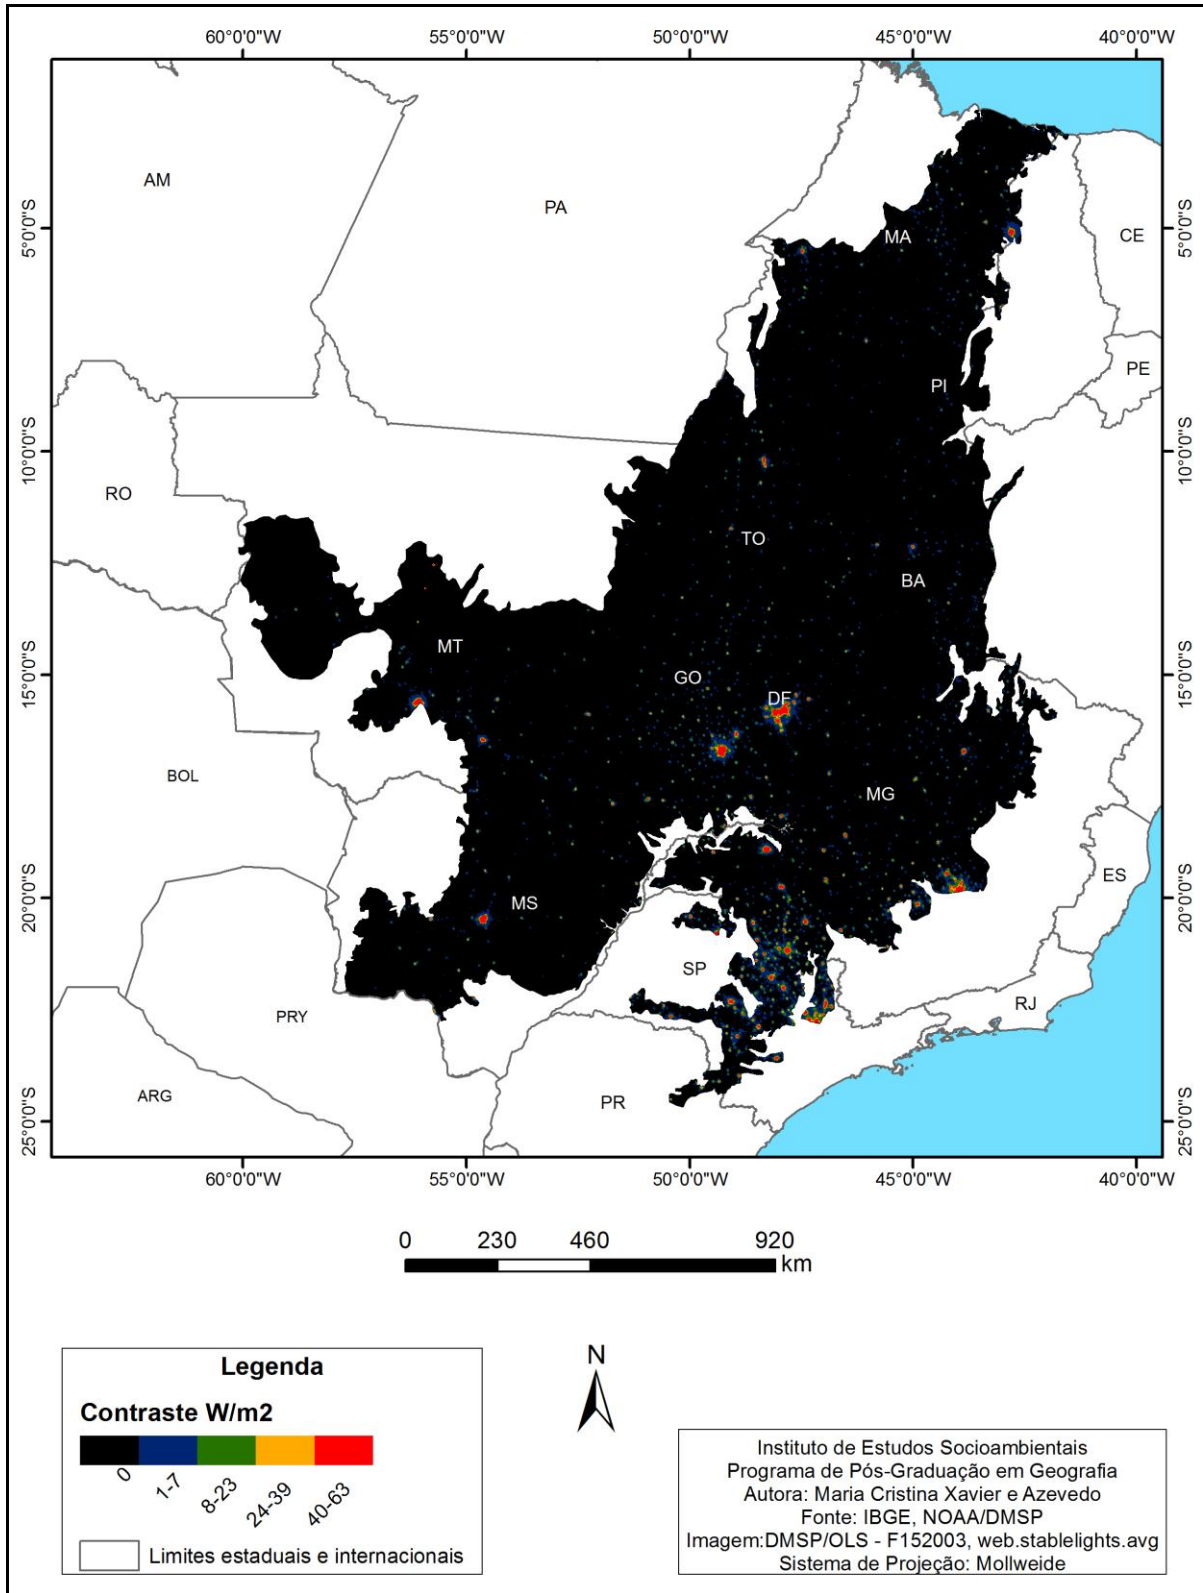 60°0'0"W 55°0'0"W 50°0'0"W 45°0'0"W 40°0'0"W
AM
PA
MA
CE
5°0'0"S 5°0'0"S
PI
PE
10°0'0"S 10°0'0"S
RO
TO
BA
MT
GO
DF
15°0'0"S 15°0'0"S
BOL
MG
ES
MS
20°0'0"S 20°0'0"S
SP
RJ
PRY
ARG
PR
25°0'0"S 25°0'0"S
60°0'0"W 55°0'0"W 50°0'0"W 45°0'0"W 40°0'0"W
0 230 460 920
km
N
Legenda
Contraste W/m2
0 1-7 8-23 24-39 40-63
Limites estaduais e internacionais
Instituto de Estudos Socioambientais
Programa de Pós-Graduação em Geografia
Autora: Maria Cristina Xavier e Azevedo
Fonte: IBGE, NOAA/DMSP
Imagem:DMSP/OLS - F152003, web.stablelights.avg
Sistema de Projeção: Mollweide